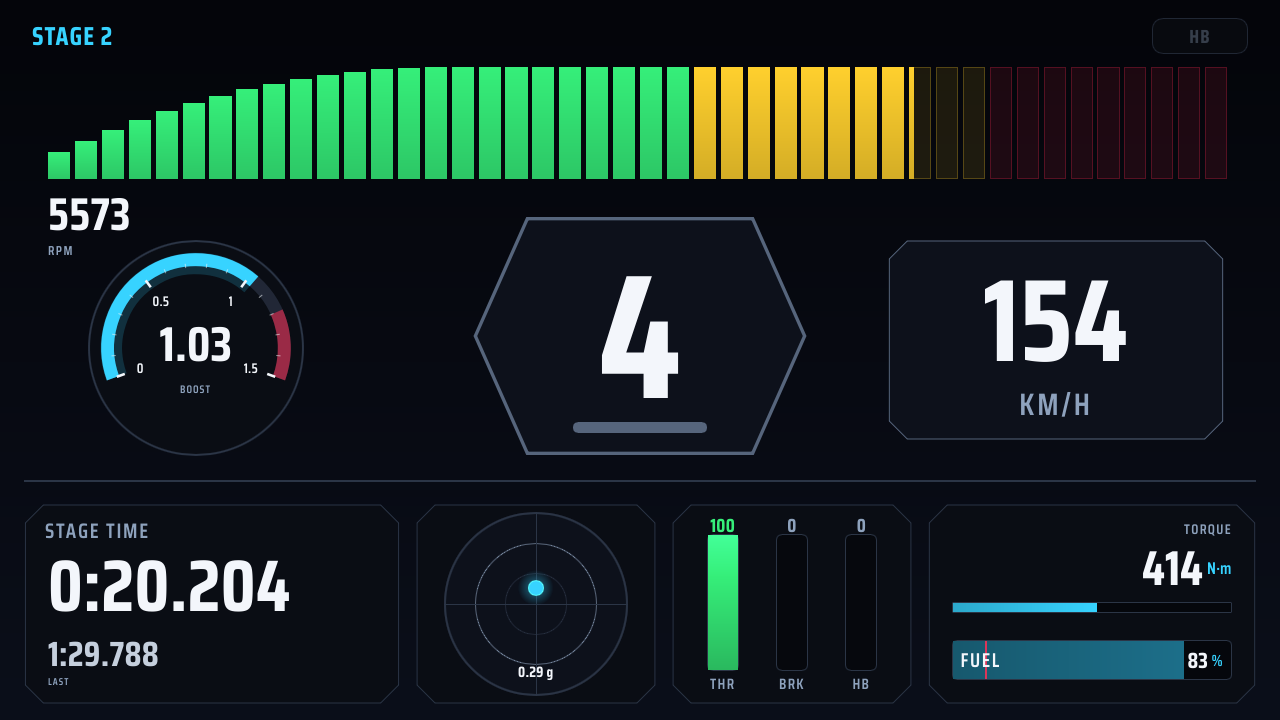 STAGE 2
HB
5573
RPM
0.5
1
1.03
0
1.5
BOOST
4
154
KM/H
STAGE TIME
0:20.204
1:29.788
LAST
0.29 g
100
0
0
THR
BRK
HB
TORQUE
414 N·m
FUEL
83 %